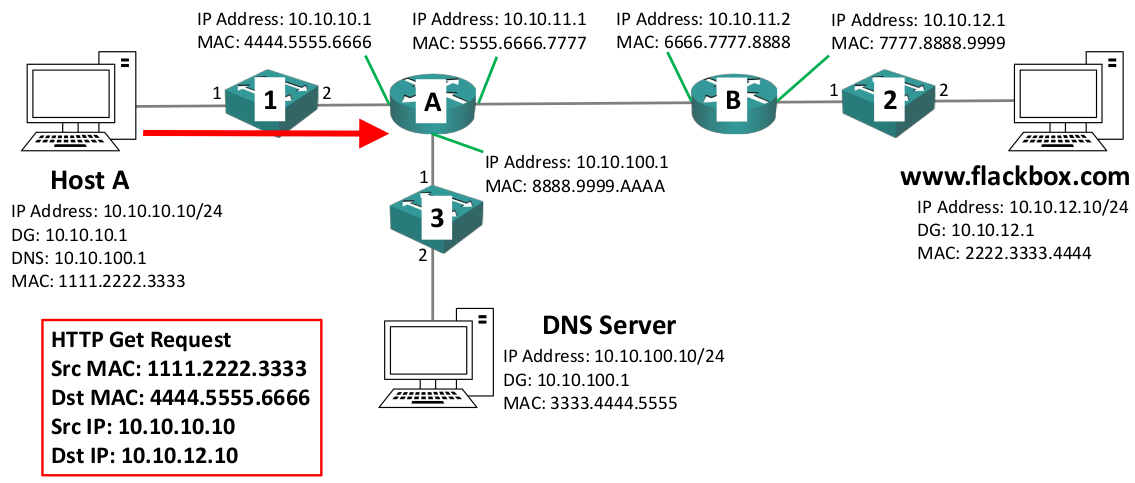 IP Address: 10.10.10.1
MAC: 4444.5555.6666
IP Address: 10.10.11.1
MAC: 5555.6666.7777
IP Address: 10.10.11.2
MAC: 6666.7777.8888
IP Address: 10.10.12.1
MAC: 7777.8888.9999
1
1
2
A
B
1
2
2
IP Address: 10.10.100.1
MAC: 8888.9999.AAAA
Host A
IP Address: 10.10.10.10/24
DG: 10.10.10.1
DNS: 10.10.100.1
MAC: 1111.2222.3333
www.flackbox.com
IP Address: 10.10.12.10/24
DG: 10.10.12.1
MAC: 2222.3333.4444
1
3
2
DNS Server
IP Address: 10.10.100.10/24
DG: 10.10.100.1
MAC: 3333.4444.5555
HTTP Get Request
Src MAC: 1111.2222.3333
Dst MAC: 4444.5555.6666
Src IP: 10.10.10.10
Dst IP: 10.10.12.10